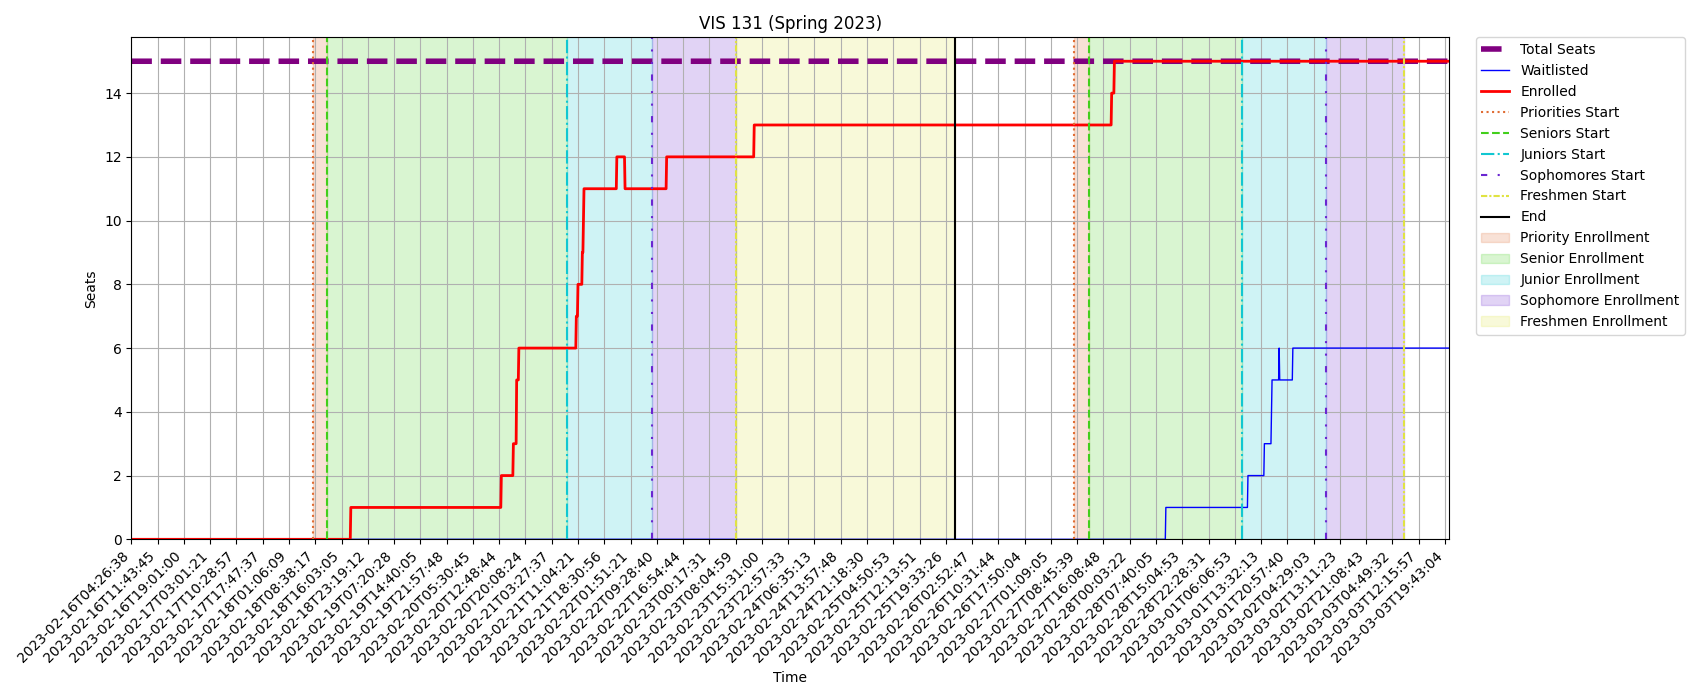 VIS 131 (Spring 2023)
Seats
14
12
10
8
6
4
2
0
2023-02-16T04:26:38
2023-02-16T11:43:45
2023-02-16T19:01:00
2023-02-17T03:01:21
2023-02-17T10:28:57
2023-02-17T17:47:37
2023-02-18T01:06:09
2023-02-18T08:38:17
2023-02-18T16:03:05
2023-02-18T23:19:12
2023-02-19T07:20:28
2023-02-19T14:40:05
2023-02-19T21:57:48
2023-02-20T05:30:45
2023-02-20T12:48:44
2023-02-20T20:08:24
2023-02-21T03:27:37
2023-02-21T11:04:21
2023-02-21T18:30:56
2023-02-22T01:51:21
2023-02-22T09:28:40
2023-02-22T16:54:44
2023-02-23T00:17:31
2023-02-23T08:04:59
2023-02-23T15:31:00
2023-02-23T22:57:33
2023-02-24T06:35:13
2023-02-24T13:57:48
2023-02-24T21:18:30
2023-02-25T04:50:53
2023-02-25T12:13:51
2023-02-25T19:33:26
2023-02-26T02:52:47
2023-02-26T10:31:44
2023-02-26T17:50:04
2023-02-27T01:09:05
2023-02-27T08:45:39
2023-02-27T16:08:48
2023-02-28T00:03:22
2023-02-28T07:40:05
2023-02-28T15:04:53
2023-02-28T22:28:31
2023-03-01T06:06:53
2023-03-01T13:32:13
2023-03-01T20:57:40
2023-03-02T04:29:03
2023-03-02T13:11:23
2023-03-02T21:08:43
2023-03-03T04:49:32
2023-03-03T12:15:57
2023-03-03T19:43:04
Time
Total Seats
Waitlisted
Enrolled
Priorities Start
Seniors Start
Juniors Start
Sophomores Start
Freshmen Start
End
Priority Enrollment
Senior Enrollment
Junior Enrollment
Sophomore Enrollment
Freshmen Enrollment